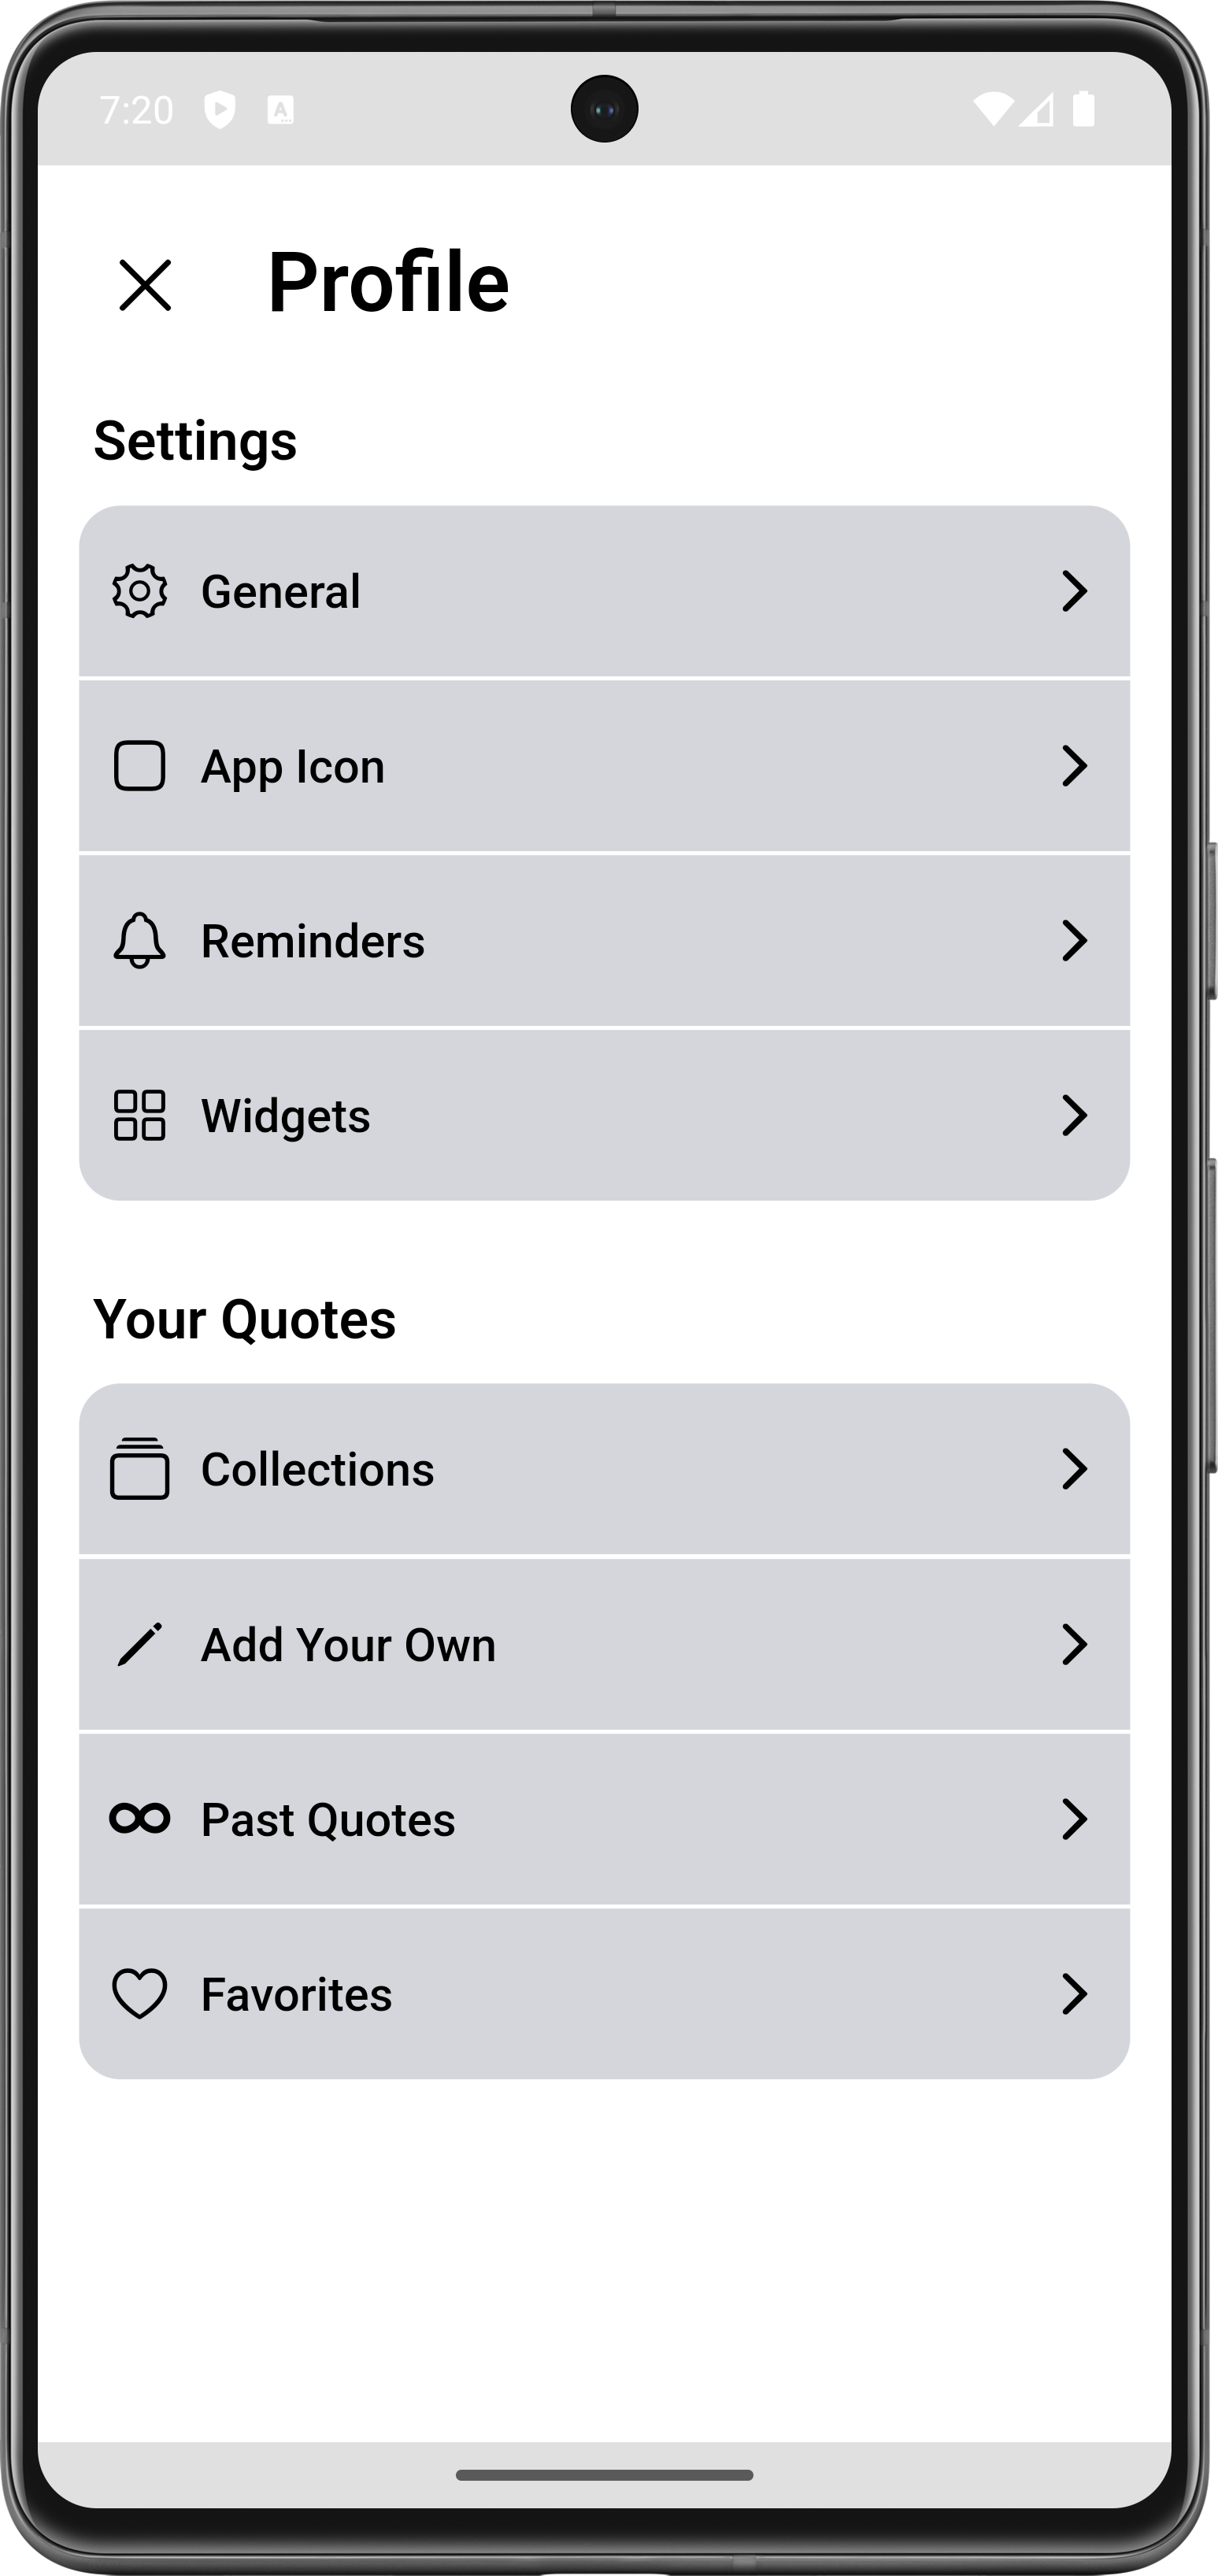 7:20
Profile
Settings
General
App Icon
Reminders
Widgets
Your Quotes
Collections
Add Your Own
Past Quotes
Favorites